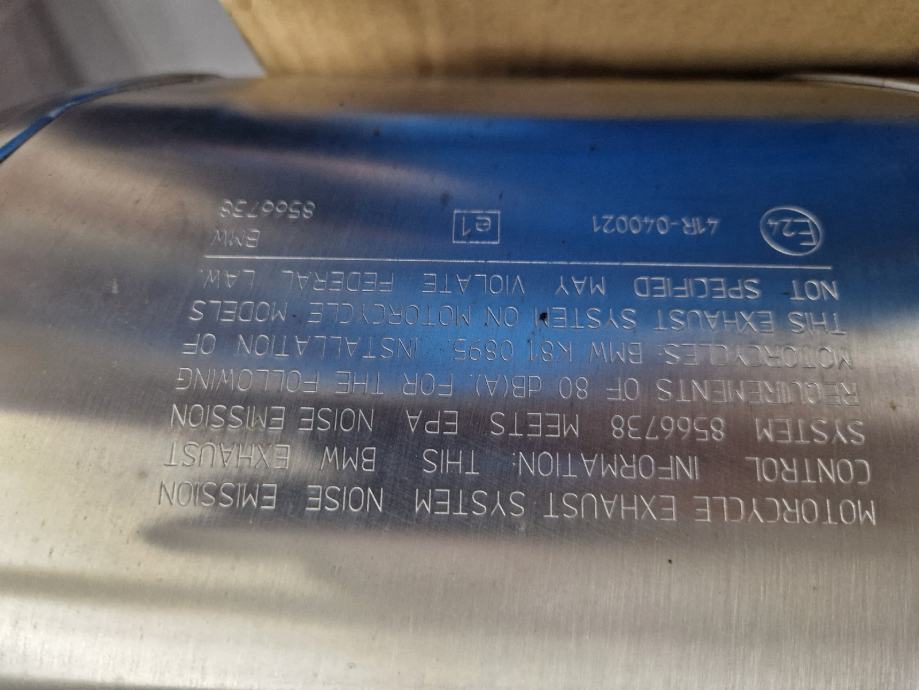 MOTORCYCLE EXHAUST SYSTEM NOISE EMISSION
CONTROL INFORMATION: THIS BMW EXHAUST
SYSTEM 8566738 MEETS EPA NOISE EMISSION
REQUIREMENTS OF 80 dB(A). FOR THE FOLLOWING
MOTORCYCLES: BMW K81 0895. INSTALLATION OF
THIS EXHAUST SYSTEM ON MOTORCYCLE MODELS
NOT SPECIFIED MAY VIOLATE FEDERAL LAW.
E24 41R-040021 e1 BMW
8566738